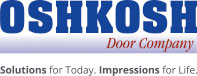 OSHKOSH
Door Company
Solutions for Today. Impressions for Life.